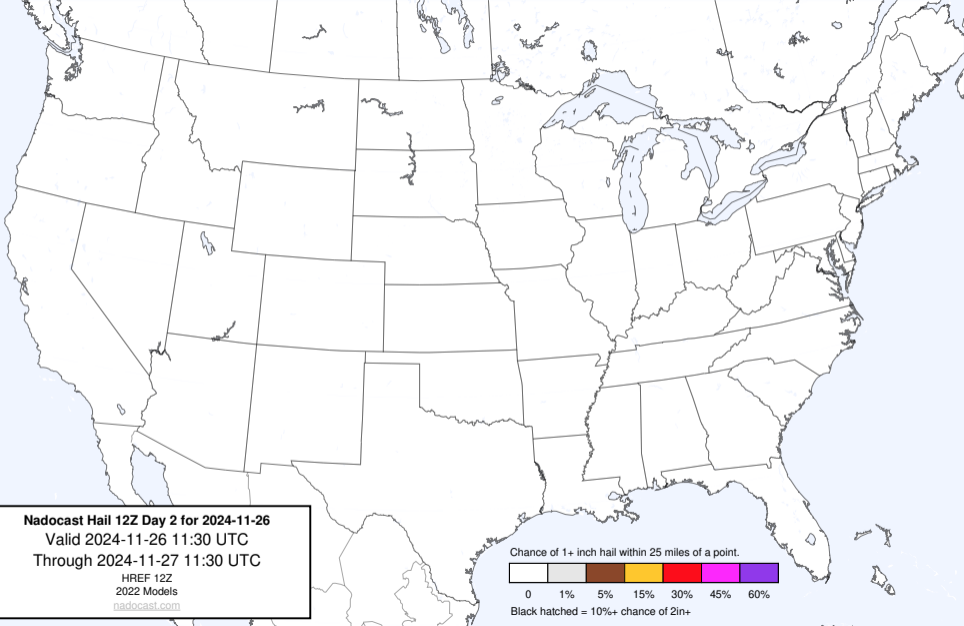 Nadocast Hail 12Z Day 2 for 2024-11-26
Valid 2024-11-26 11:30 UTC
Through 2024-11-27 11:30 UTC
HREF 12Z
2022 Models
nadocast.com
Chance of 1+ inch hail within 25 miles of a point.
0 1% 5% 15% 30% 45% 60%
Black hatched = 10%+ chance of 2in+